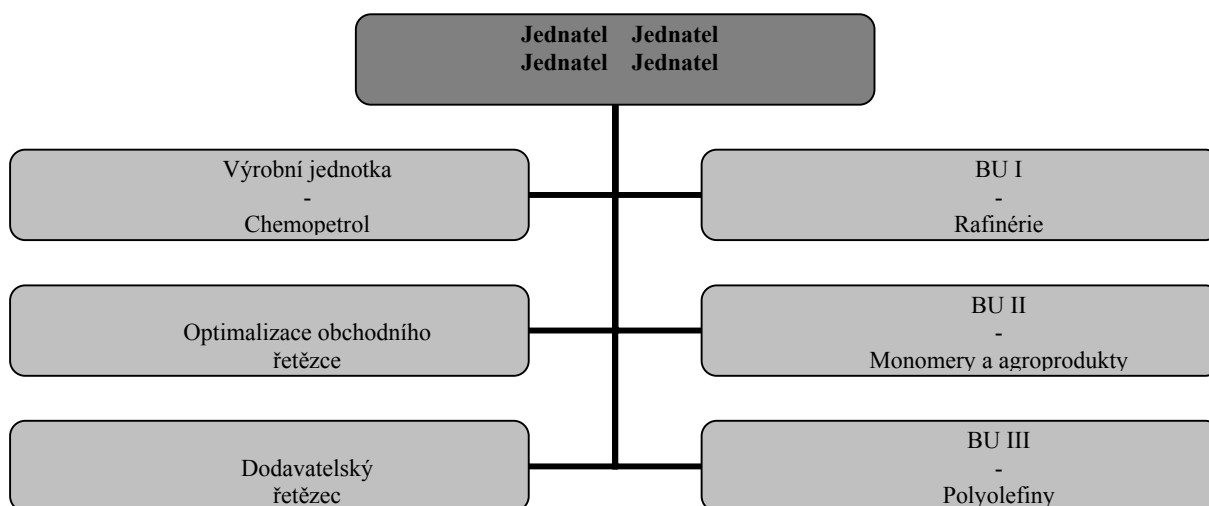 Jednatel Jednatel
Jednatel Jednatel
Výrobní jednotka
-
Chemopetrol
BU I
-
Rafinérie
Optimalizace obchodního
řetězce
BU II
-
Monomery a agroprodukty
Dodavatelský
řetězec
BU III
-
Polyolefiny